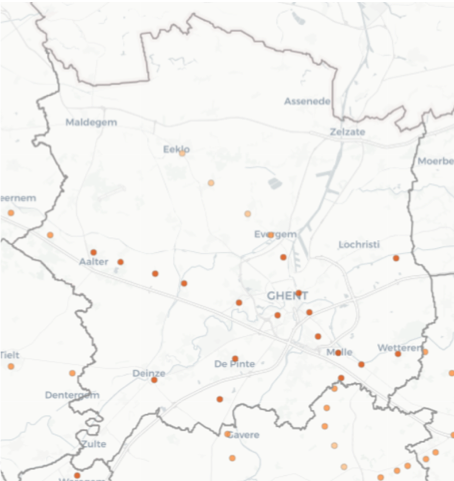 Assenede
Maldegem
Zelzate
Eeklo
Moerbe
eernem
Evergem
Lochristi
Aalter
GHENT
Tielt
De Pinte
Melle
Wetteren
Deinze
Dentergem
Gavere
Zulte
Waregem